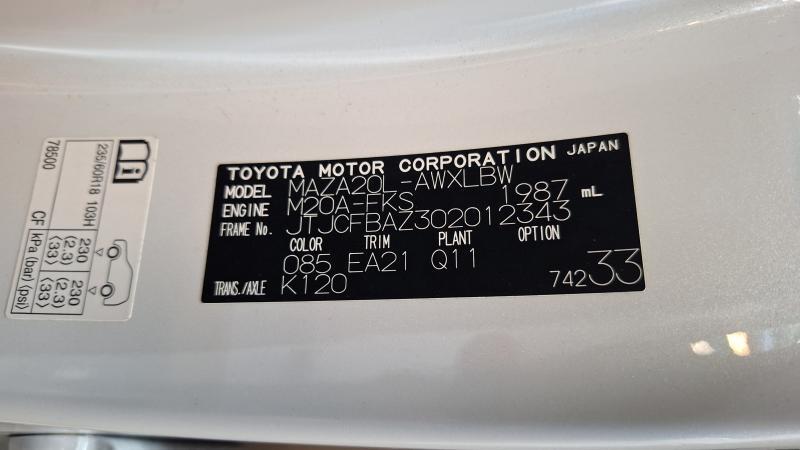 78500
235/60R18 103H
230 (2.3) ⟨33⟩
230 (2.3) ⟨33⟩
CF kPa (bar) ⟨psi⟩
TOYOTA MOTOR CORPORATION JAPAN
MODEL MAZA20L-AWXLBW
ENGINE M20A-FKS 1987 mL
FRAME No. JTJCFBAZ302012343
COLOR TRIM PLANT OPTION
085 EA21 Q11
TRANS./AXLE K120
74233